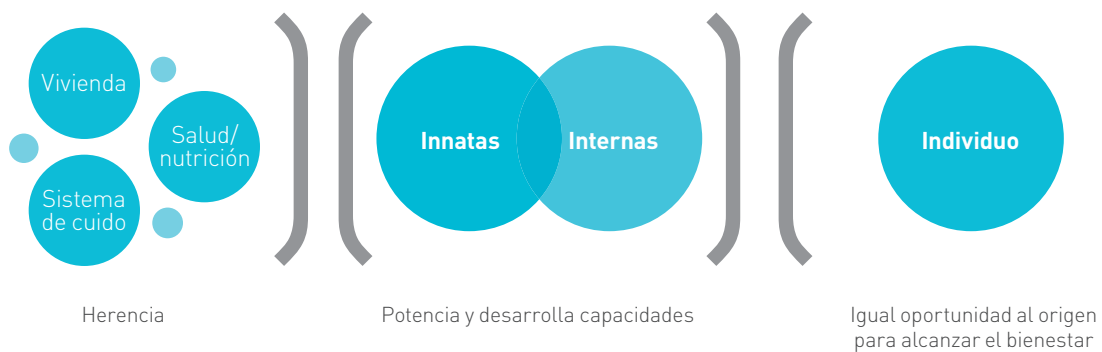 Vivienda
Salud/
nutrición
Sistema
de cuido
Innatas
Internas
Individuo
Herencia
Potencia y desarrolla capacidades
Igual oportunidad al origen
para alcanzar el bienestar